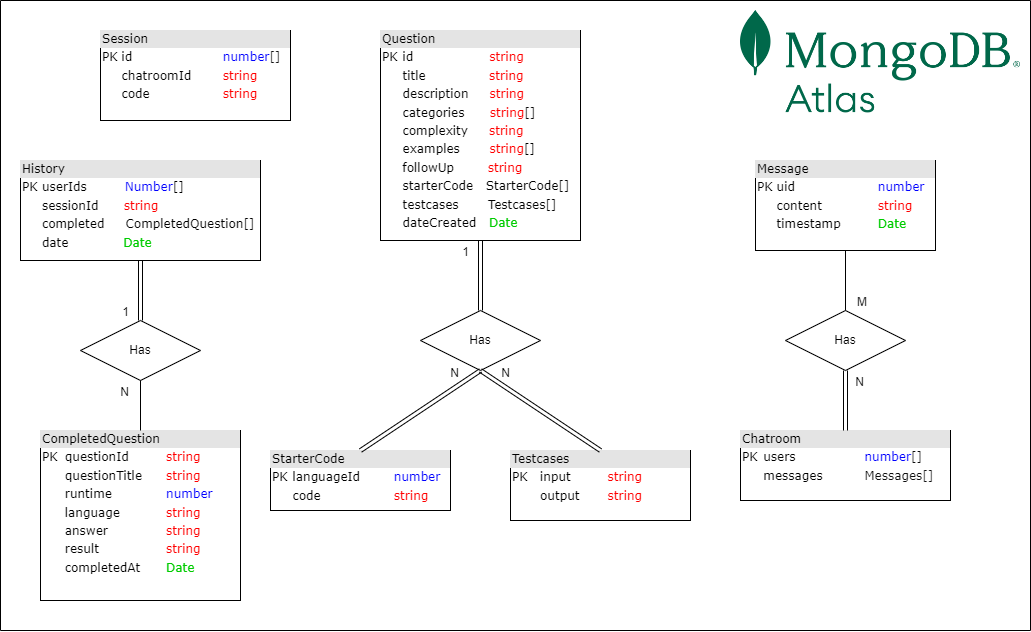 Session
PK id number[]
chatroomId string
code string
Question
PK id string
title string
description string
categories string[]
complexity string
examples string[]
followUp string
starterCode StarterCode[]
testcases Testcases[]
dateCreated Date
MongoDB®
Atlas
History
PK userIds Number[]
sessionId string
completed CompletedQuestion[]
date Date
Message
PK uid number
content string
timestamp Date
1
Has
N
1
Has
N N
M
Has
N
CompletedQuestion
PK questionId string
questionTitle string
runtime number
language string
answer string
result string
completedAt Date
StarterCode
PK languageId number
code string
Testcases
PK input string
output string
Chatroom
PK users number[]
messages Messages[]